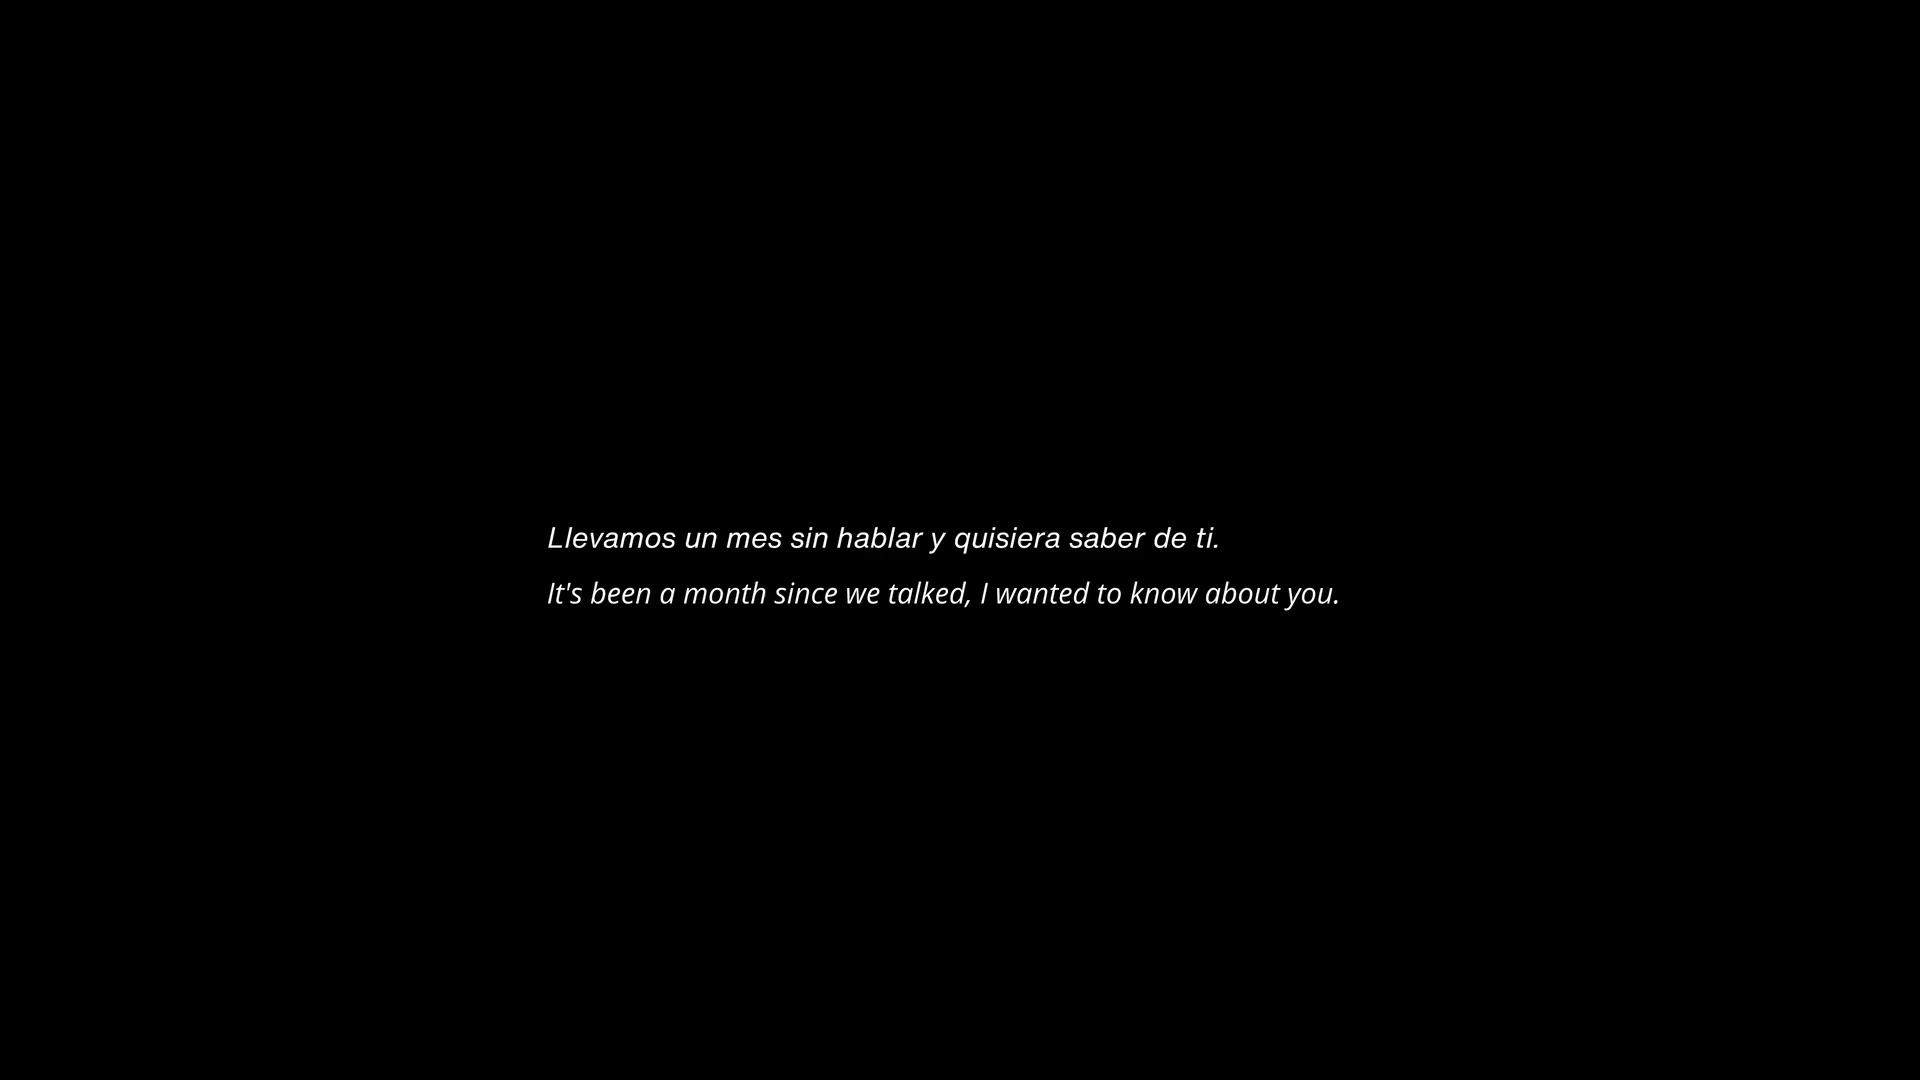 Llevamos un mes sin hablar y quisiera saber de ti.
It's been a month since we talked, I wanted to know about you.